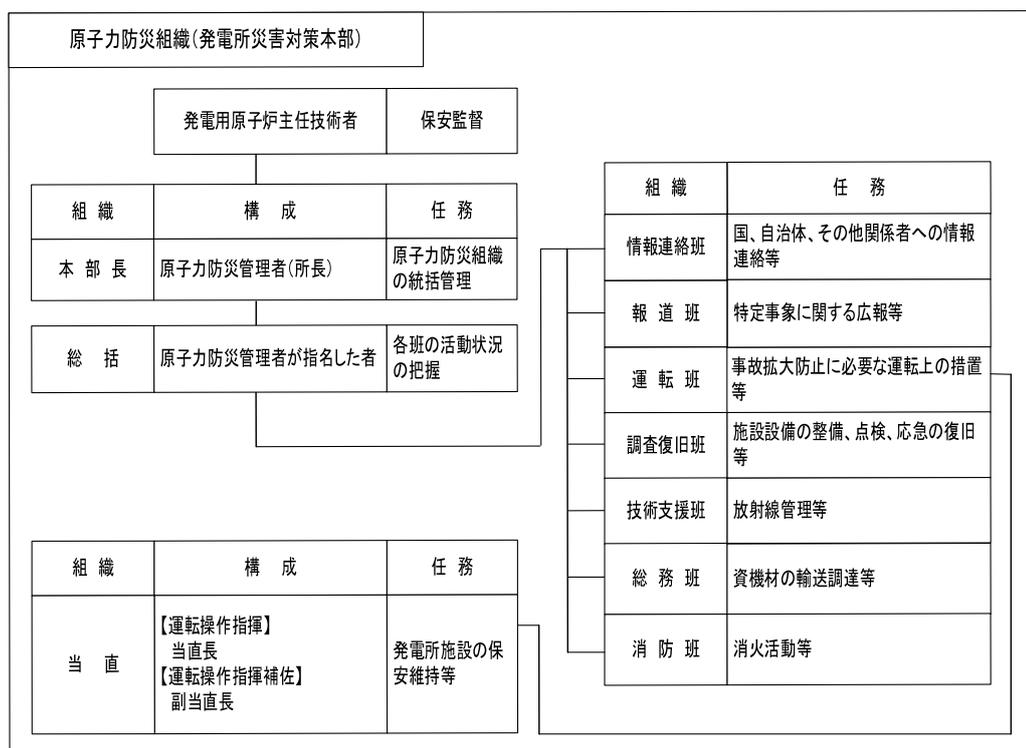 原子力防災組織(発電所災害対策本部)
発電用原子炉主任技術者 保安監督
組 織 構 成 任 務
本 部 長 原子力防災管理者(所長) 原子力防災組織
の統括管理
総 括 原子力防災管理者が指名した者 各班の活動状況
の把握
組 織 任 務
情報連絡班 国、自治体、その他関係者への情報
連絡等
報 道 班 特定事象に関する広報等
運 転 班 事故拡大防止に必要な運転上の措置
等
調査復旧班 施設設備の整備、点検、応急の復旧
等
技術支援班 放射線管理等
総 務 班 資機材の輸送調達等
消 防 班 消火活動等
組 織 構 成 任 務
当 直 【運転操作指揮】
当直長
【運転操作指揮補佐】
副当直長
発電所施設の保
安維持等